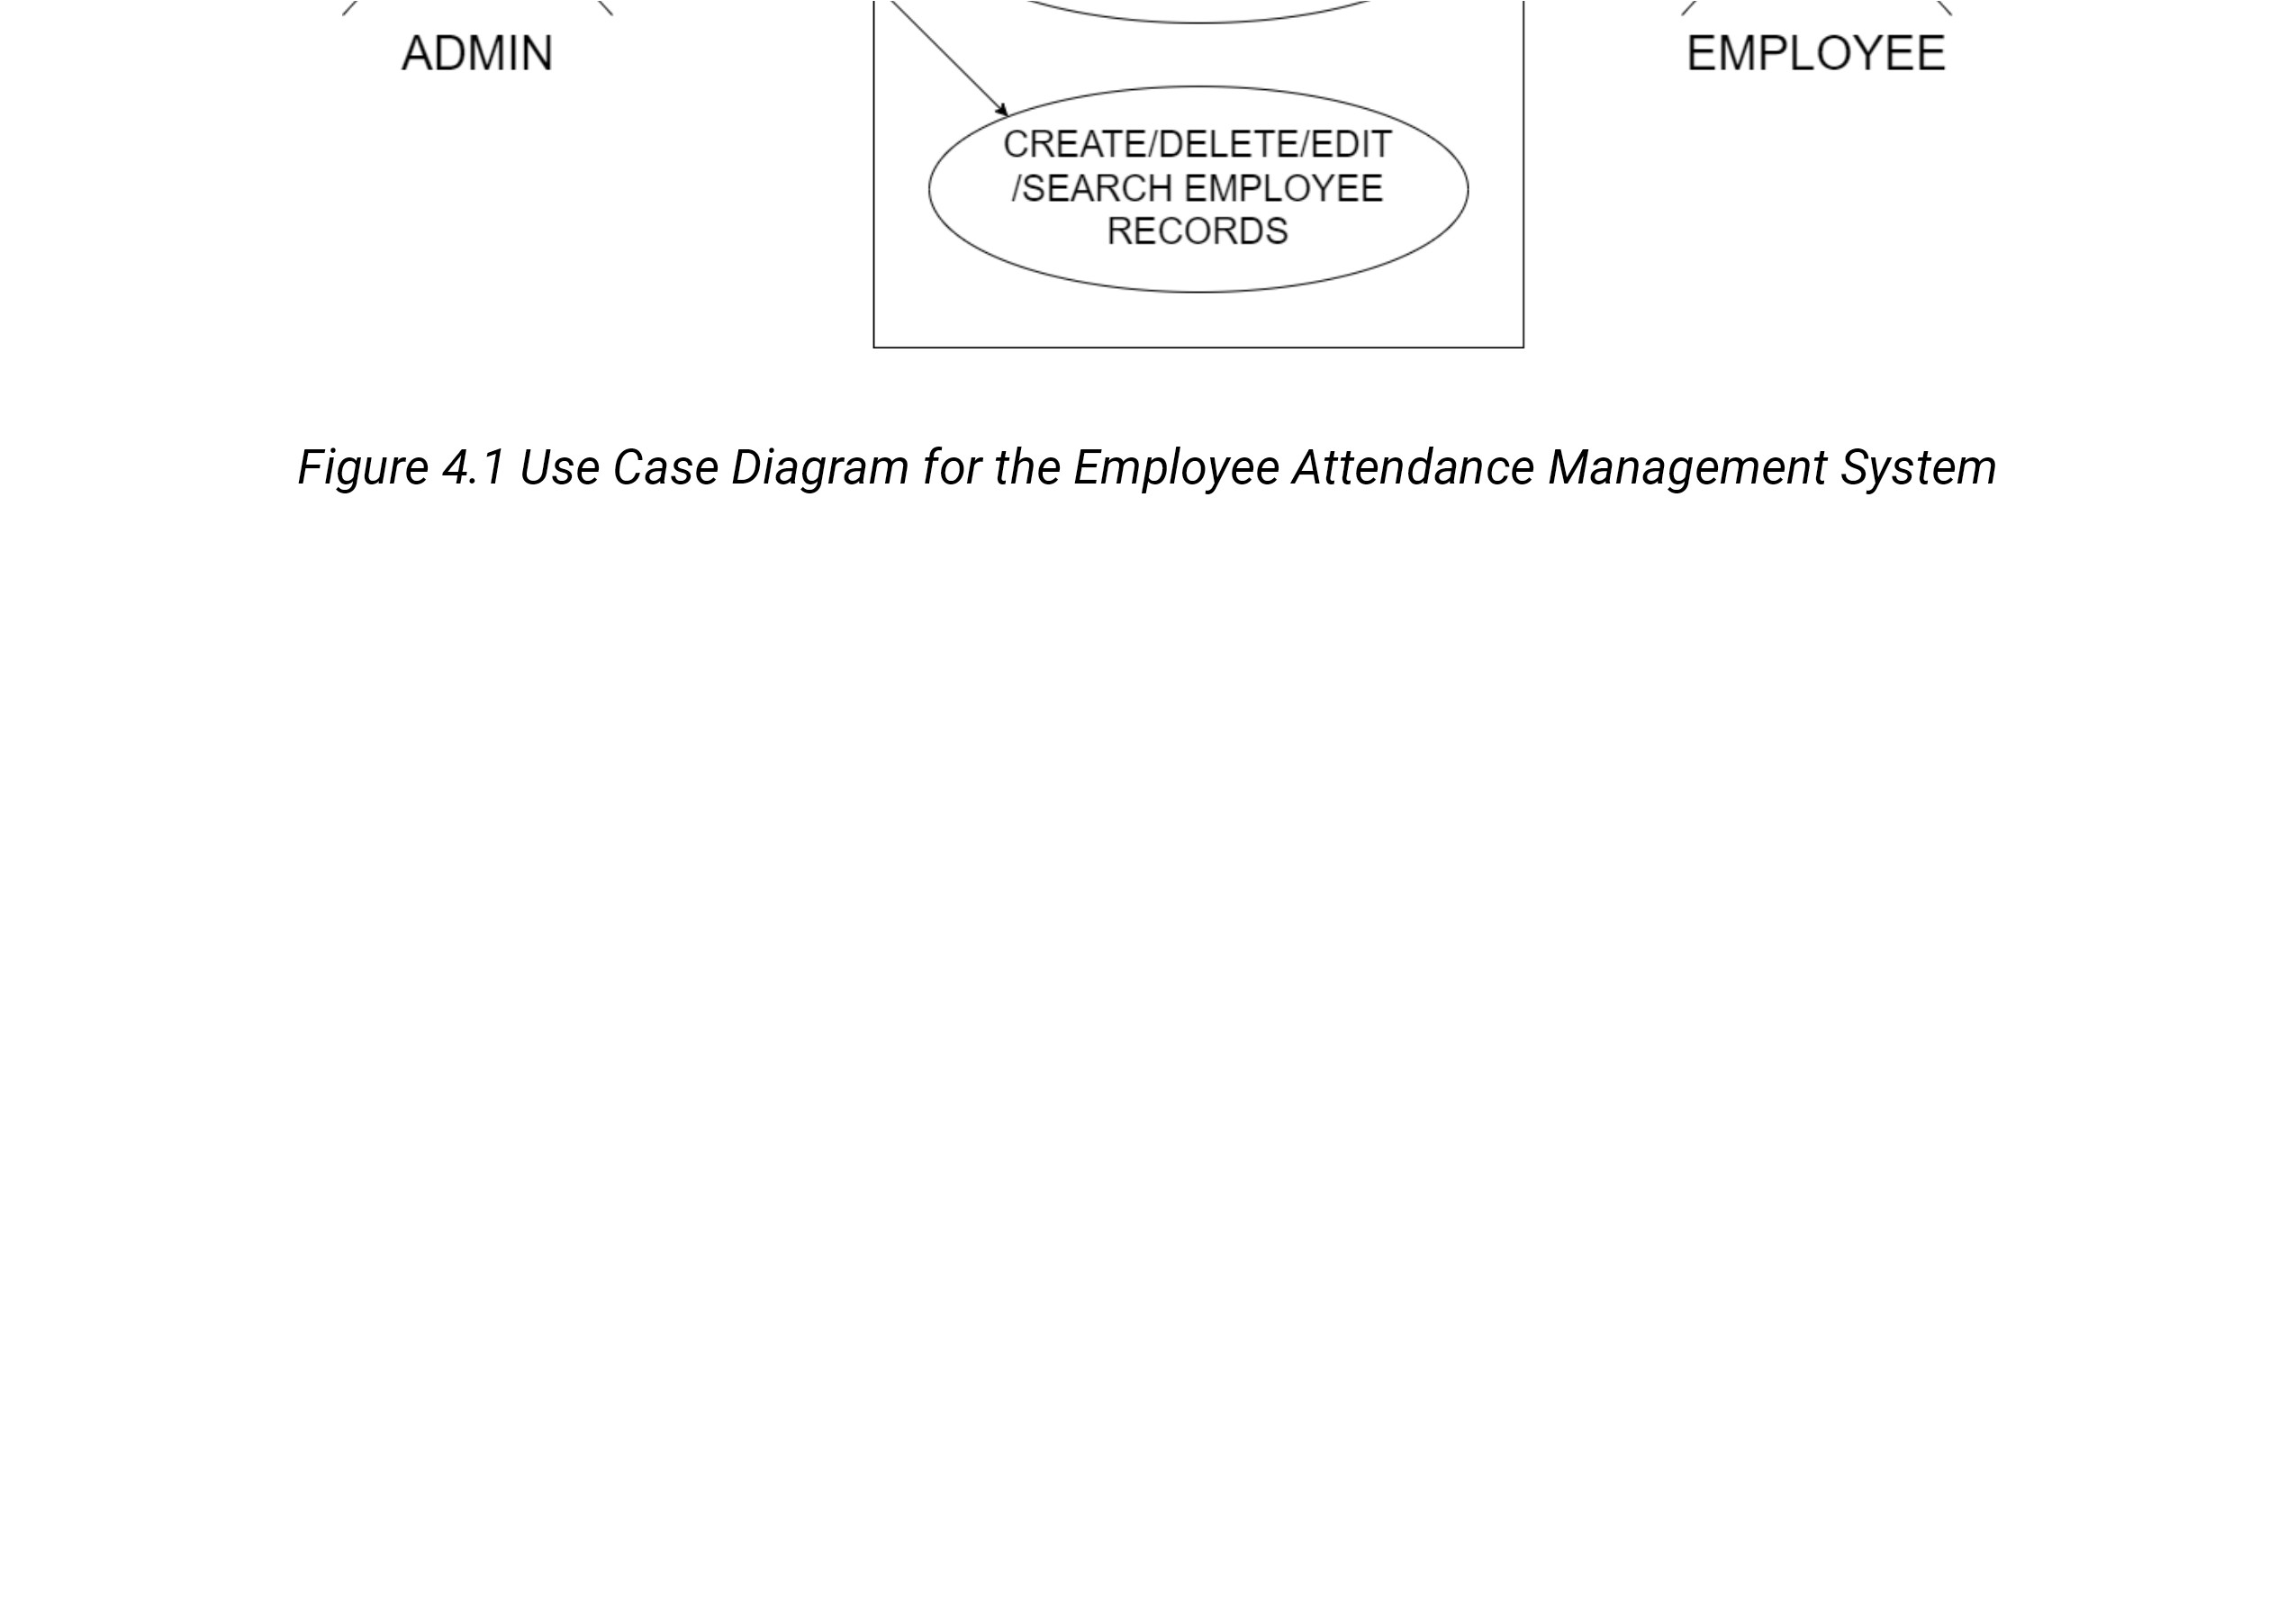 ADMIN
EMPLOYEE
CREATE/DELETE/EDIT
/SEARCH EMPLOYEE
RECORDS
Figure 4.1 Use Case Diagram for the Employee Attendance Management System